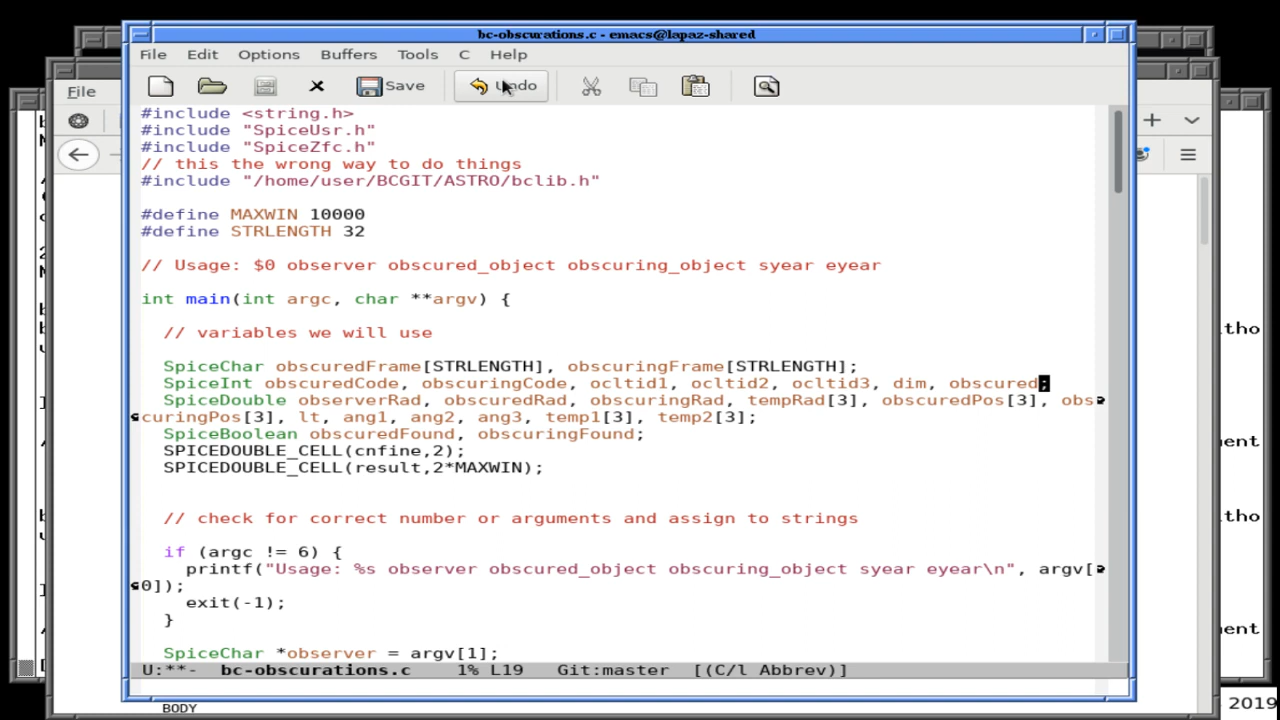 bc-obscurations.c - emacs@lapaz-shared
File Edit Options Buffers Tools C Help
File
Save Undo
#include <string.h>
#include "SpiceUsr.h"
#include "SpiceZfc.h"
// this the wrong way to do things
#include "/home/user/BCGIT/ASTRO/bclib.h"
#define MAXWIN 10000
#define STRLENGTH 32
// Usage: $0 observer obscured_object obscuring_object syear eyear
int main(int argc, char **argv) {
// variables we will use
SpiceChar obscuredFrame[STRLENGTH], obscuringFrame[STRLENGTH];
SpiceInt obscuredCode, obscuringCode, ocltid1, ocltid2, ocltid3, dim, obscured;
SpiceDouble observerRad, obscuredRad, obscuringRad, tempRad[3], obscuredPos[3], obs
curingPos[3], lt, ang1, ang2, ang3, temp1[3], temp2[3];
SpiceBoolean obscuredFound, obscuringFound;
SPICEDOUBLE_CELL(cnfine,2);
SPICEDOUBLE_CELL(result,2*MAXWIN);
// check for correct number or arguments and assign to strings
if (argc != 6) {
printf("Usage: %s observer obscured_object obscuring_object syear eyear\n", argv[
0]);
exit(-1);
}
SpiceChar *observer = argv[1];
U:**- bc-obscurations.c 1% L19 Git:master [(C/l Abbrev)]
tho
ent
tho
ent
BODY
2019